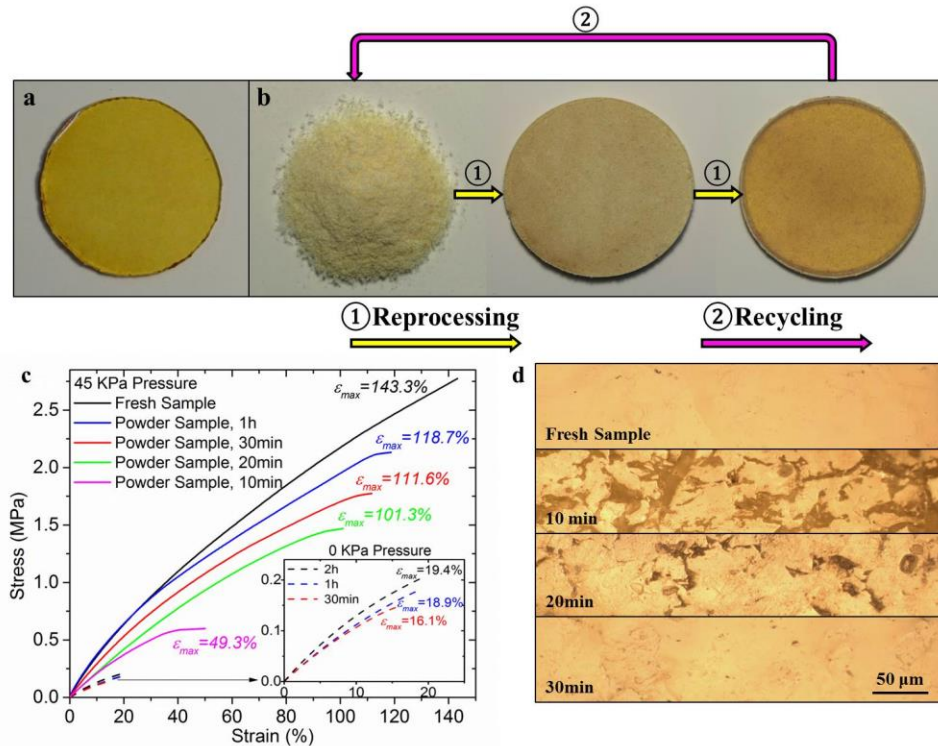 ②
a
b
①
①
① Reprocessing
② Recycling
c
45 KPa Pressure
Fresh Sample
Powder Sample, 1h
Powder Sample, 30min
Powder Sample, 20min
Powder Sample, 10min
εmax=143.3%
εmax=118.7%
εmax=111.6%
εmax=101.3%
εmax=49.3%
0 KPa Pressure
2h
1h
30min
εmax=19.4%
εmax=18.9%
εmax=16.1%
0.2
0.1
0.0
0 10 20
Stress (MPa)
2.5
2.0
1.5
1.0
0.5
0.0
0 20 40 60 80 100 120 140
Strain (%)
d
Fresh Sample
10 min
20min
30min
50 μm